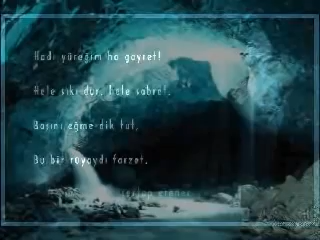 Hadi yüreğim ha gayret!
Hele sıkı dur, hele sabret.
Başını eğme dik tut,
Bu bir rüyaydı farzet.